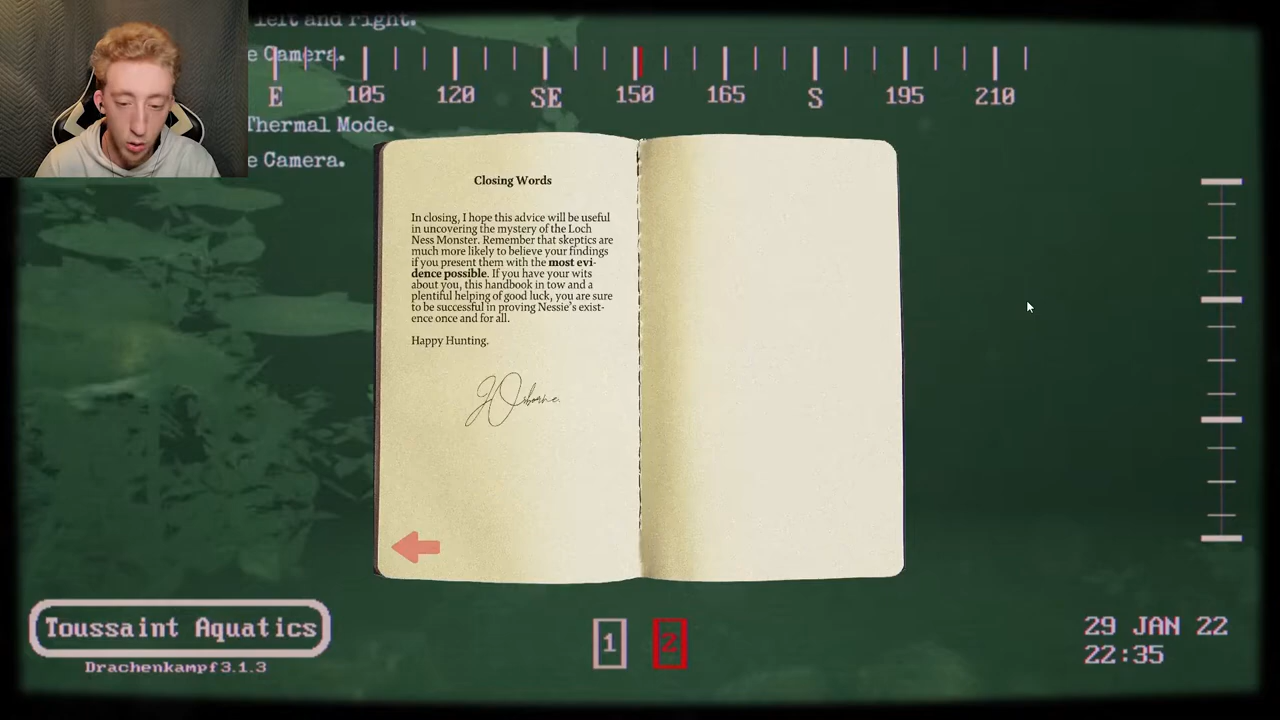 left and right.
e Camera.
Thermal Mode.
e Camera.
E 105 120 SE 150 165 S 195 210
Closing Words
In closing, I hope this advice will be useful
in uncovering the mystery of the Loch
Ness Monster. Remember that skeptics are
much more likely to believe your findings
if you present them with the most evi-
dence possible. If you have your wits
about you, this handbook in tow and a
plentiful helping of good luck, you are sure
to be successful in proving Nessie's exist-
ence once and for all.
Happy Hunting.
J Osborne.
Toussaint Aquatics
Drachenkampf3.1.3
1 2
29 JAN 22
22:35